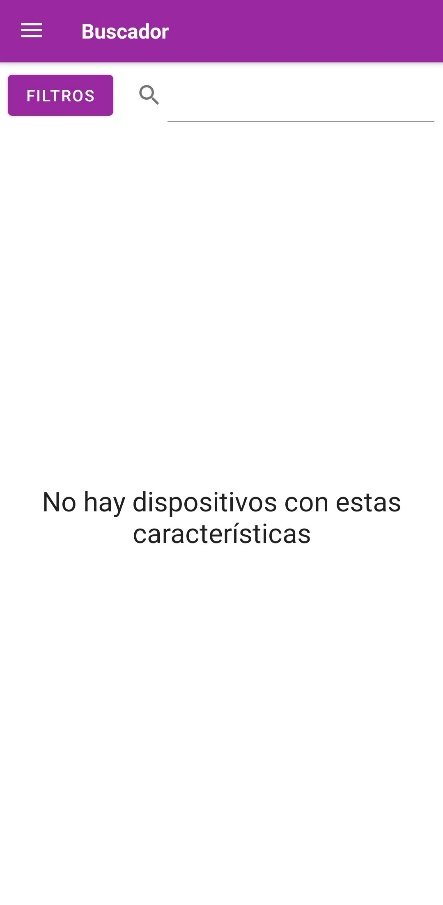 Buscador
FILTROS
No hay dispositivos con estas
características